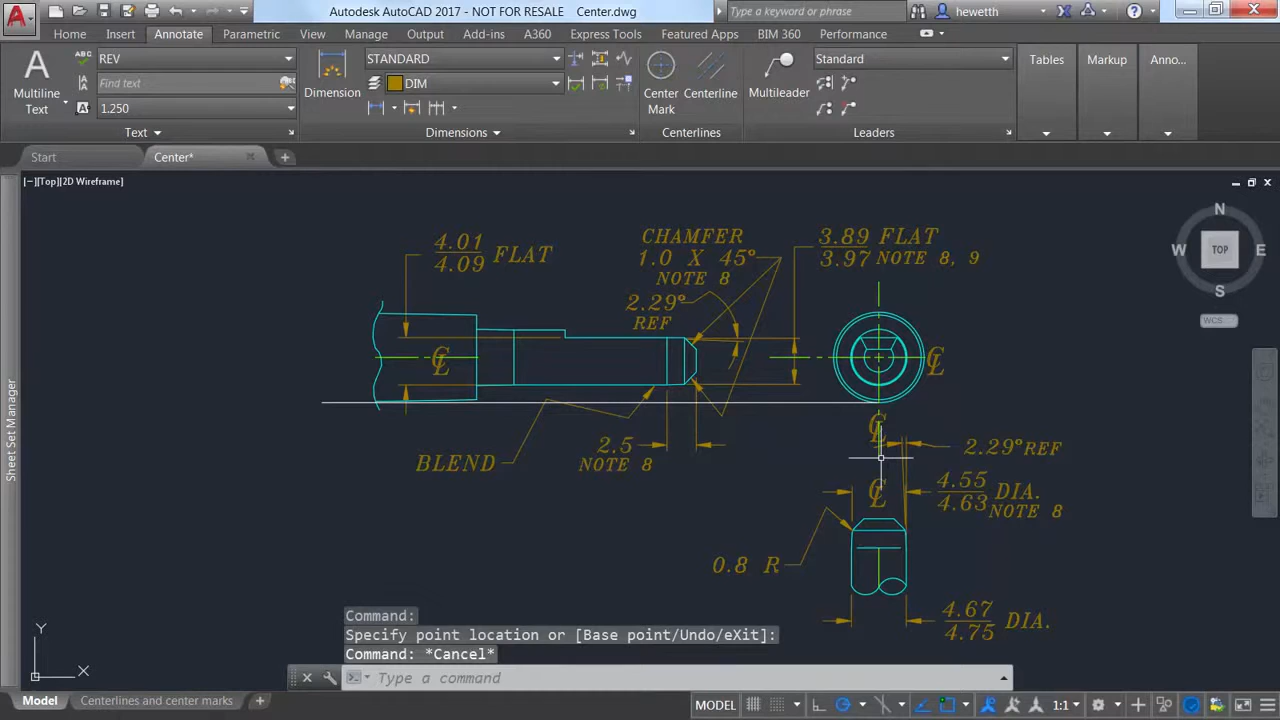 Autodesk AutoCAD 2017 - NOT FOR RESALE Center.dwg
Type a keyword or phrase
hewetth
Home Insert Annotate Parametric View Manage Output Add-ins A360 Express Tools Featured Apps BIM 360 Performance
Multiline Text
REV
Find text
1.250
Text
Dimension
STANDARD
DIM
Dimensions
Center Mark
Centerline
Centerlines
Multileader
Standard
Leaders
Tables
Markup
Anno...
Start
Center*
[−][Top][2D Wireframe]
Sheet Set Manager
4.01
4.09 FLAT
CHAMFER
1.0 X 45°
NOTE 8
2.29°
REF
3.89 FLAT
3.97 NOTE 8, 9
℄
℄
BLEND
2.5
NOTE 8
℄
2.29° REF
℄
4.55
4.63 DIA.
NOTE 8
0.8 R
4.67
4.75 DIA.
N
W TOP E
S
WCS
Y
X
Command:
Specify point location or [Base point/Undo/eXit]:
Command: *Cancel*
Type a command
Model
Centerlines and center marks
MODEL
1:1